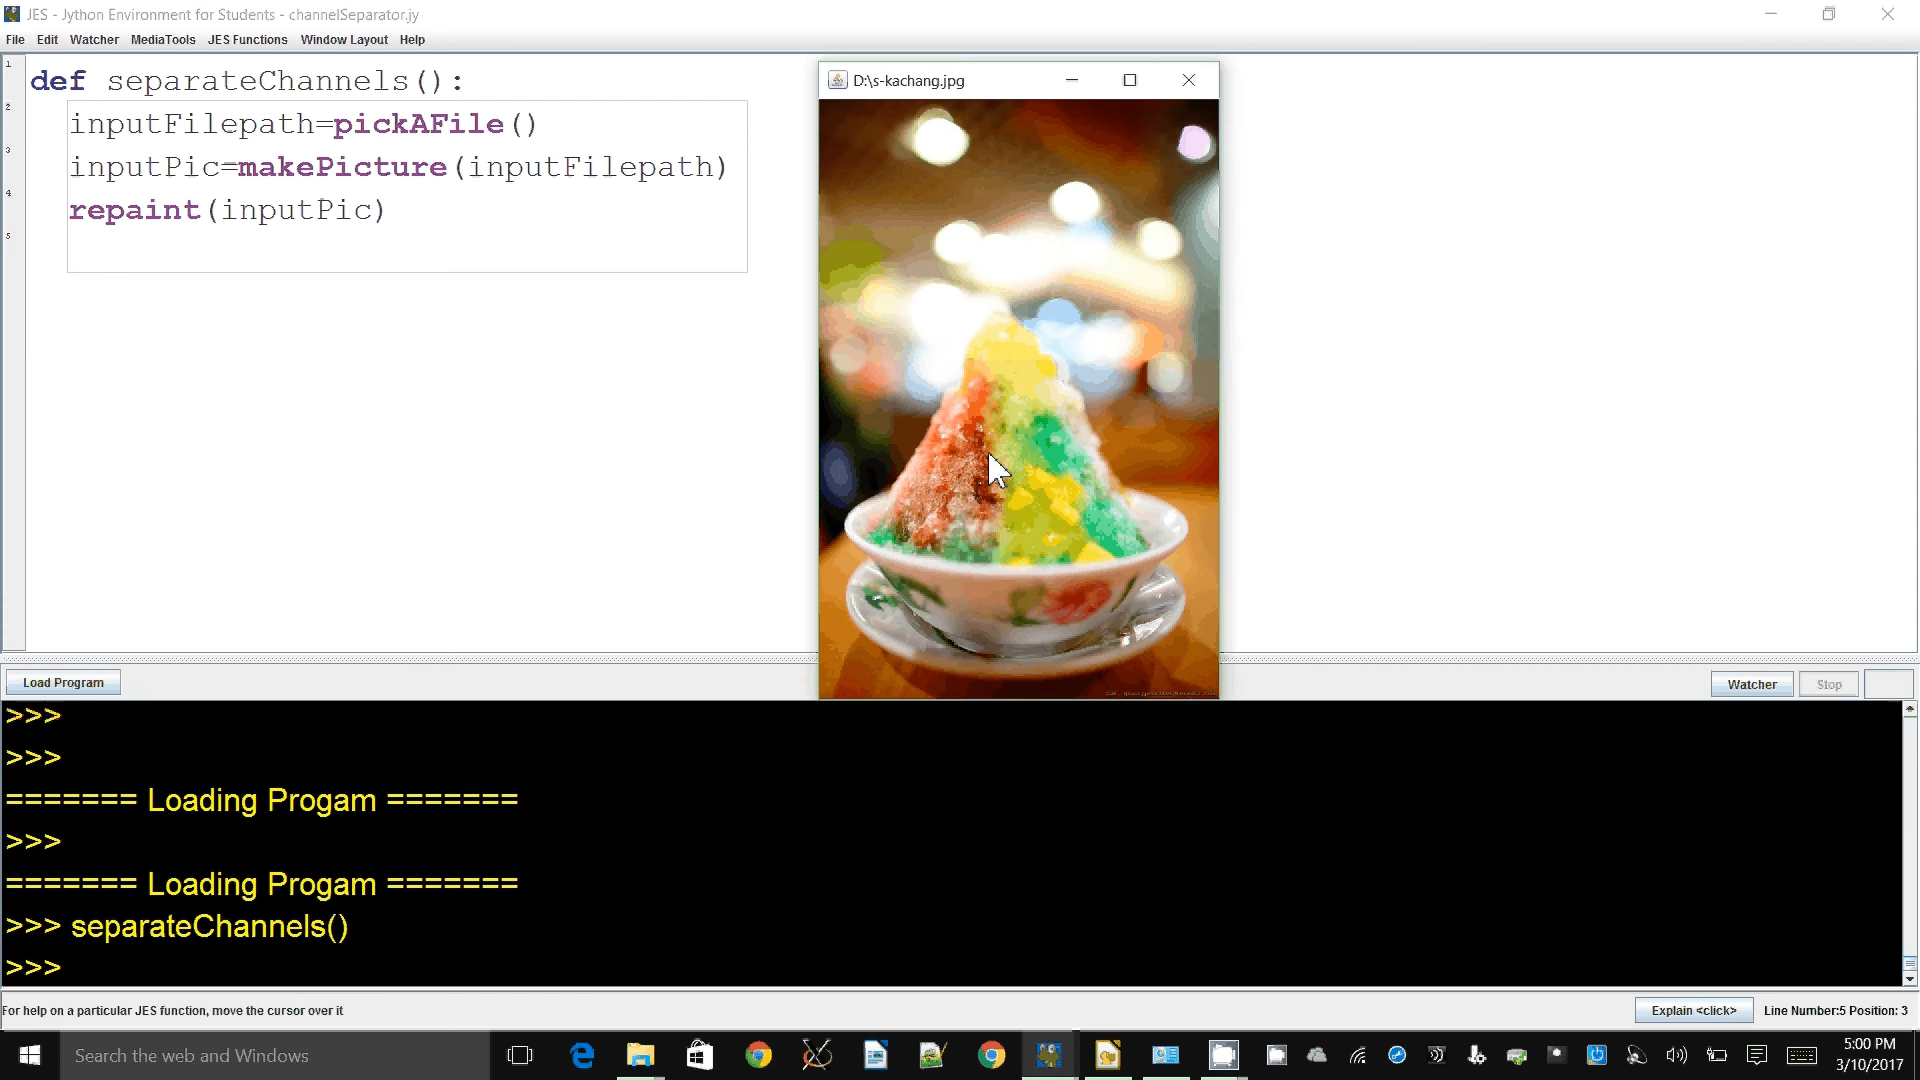 JES - Jython Environment for Students - channelSeparator.jy
File Edit Watcher MediaTools JES Functions Window Layout Help
1 def separateChannels():
2 inputFilepath=pickAFile()
3 inputPic=makePicture(inputFilepath)
4 repaint(inputPic)
5
D:\s-kachang.jpg
Load Program
Watcher Stop
>>>
>>>
======= Loading Progam =======
>>>
======= Loading Progam =======
>>> separateChannels()
>>>
For help on a particular JES function, move the cursor over it
Explain <click> Line Number:5 Position: 3
Search the web and Windows
5:00 PM
3/10/2017